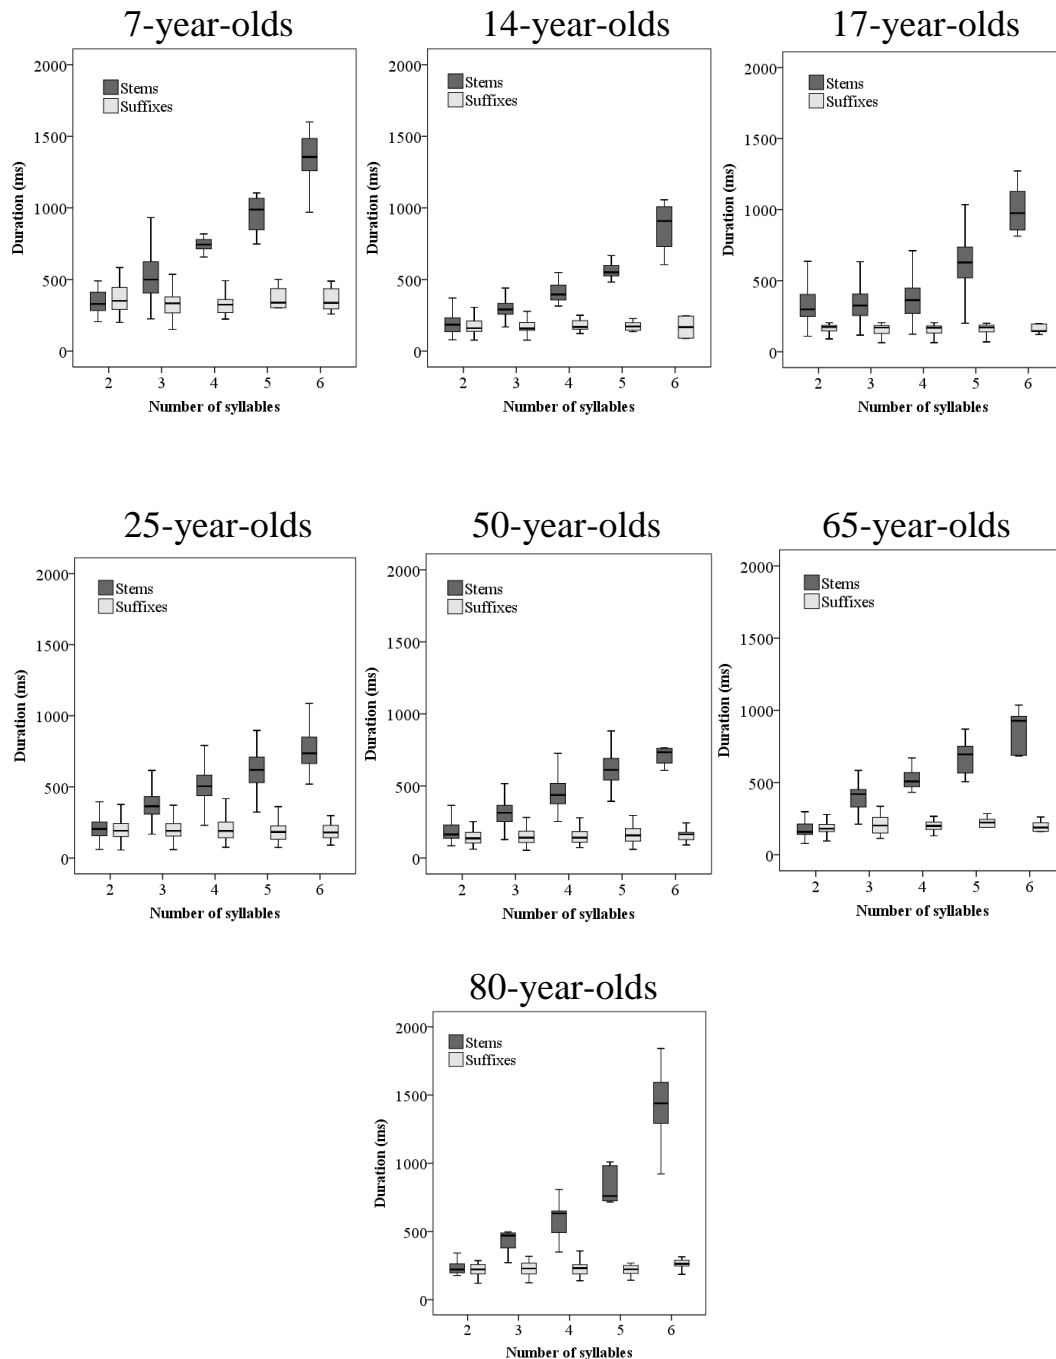 7-year-olds
14-year-olds
17-year-olds
2000
1500
1000
500
0
Duration (ms)
Stems
Suffixes
2 3 4 5 6
Number of syllables
2000
1500
1000
500
0
Duration (ms)
Stems
Suffixes
2 3 4 5 6
Number of syllables
2000
1500
1000
500
0
Duration (ms)
Stems
Suffixes
2 3 4 5 6
Number of syllables
25-year-olds
50-year-olds
65-year-olds
2000
1500
1000
500
0
Duration (ms)
Stems
Suffixes
2 3 4 5 6
Number of syllables
2000
1500
1000
500
0
Duration (ms)
Stems
Suffixes
2 3 4 5 6
Number of syllables
2000
1500
1000
500
0
Duration (ms)
Stems
Suffixes
2 3 4 5 6
Number of syllables
80-year-olds
2000
1500
1000
500
0
Duration (ms)
Stems
Suffixes
2 3 4 5 6
Number of syllables